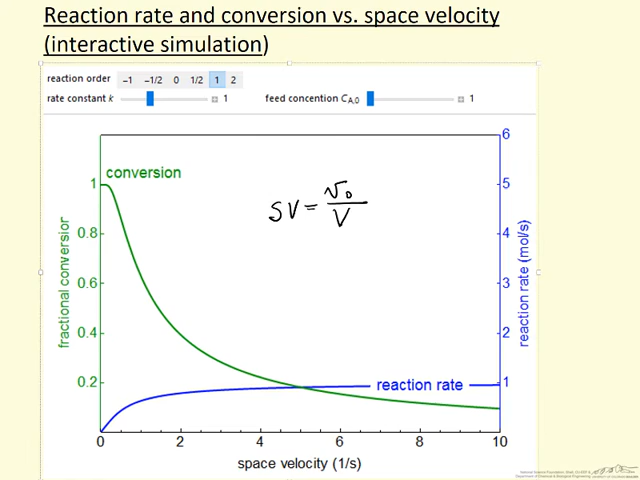 Reaction rate and conversion vs. space velocity
(interactive simulation)
reaction order -1 -1/2 0 1/2 1 2
rate constant k 1 feed concention C_A,0 1
conversion
SV = v₀/V
reaction rate
fractional conversion
1
0.8
0.6
0.4
0.2
6
5
4
3
2
1
reaction rate (mol/s)
0 2 4 6 8 10
space velocity (1/s)